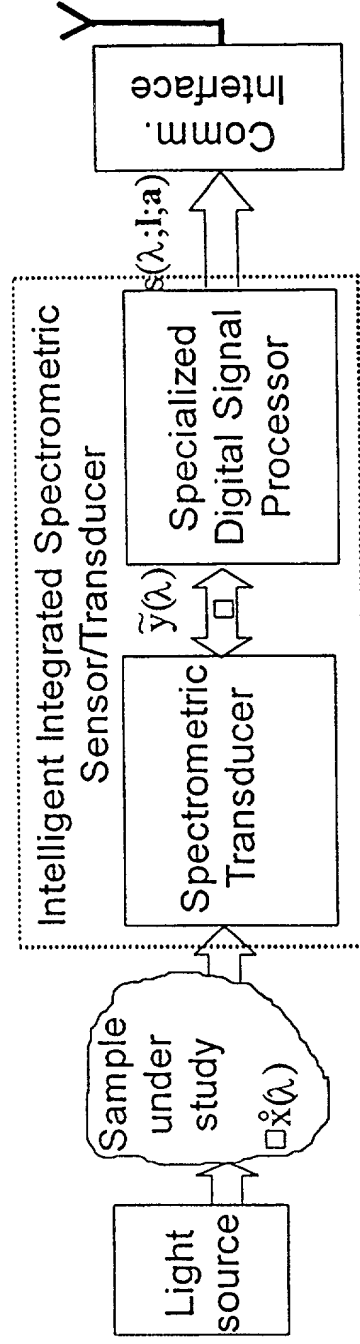 Intelligent Integrated Spectrometric
Sensor/Transducer
Light
source
Sample
under
study
□x̊(λ)
Spectrometric
Transducer
ỹ(λ)
□
Specialized
Digital Signal
Processor
s(λ;l;a)
Comm.
Interface